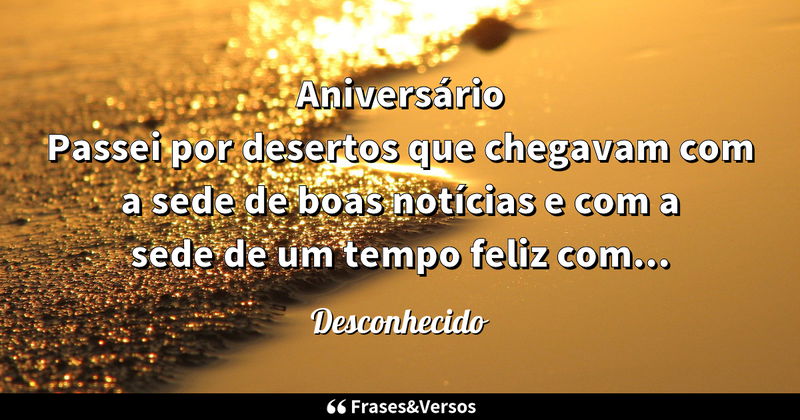 Aniversário
Passei por desertos que chegavam com
a sede de boas notícias e com a
sede de um tempo feliz com...
Desconhecido
Frases&Versos